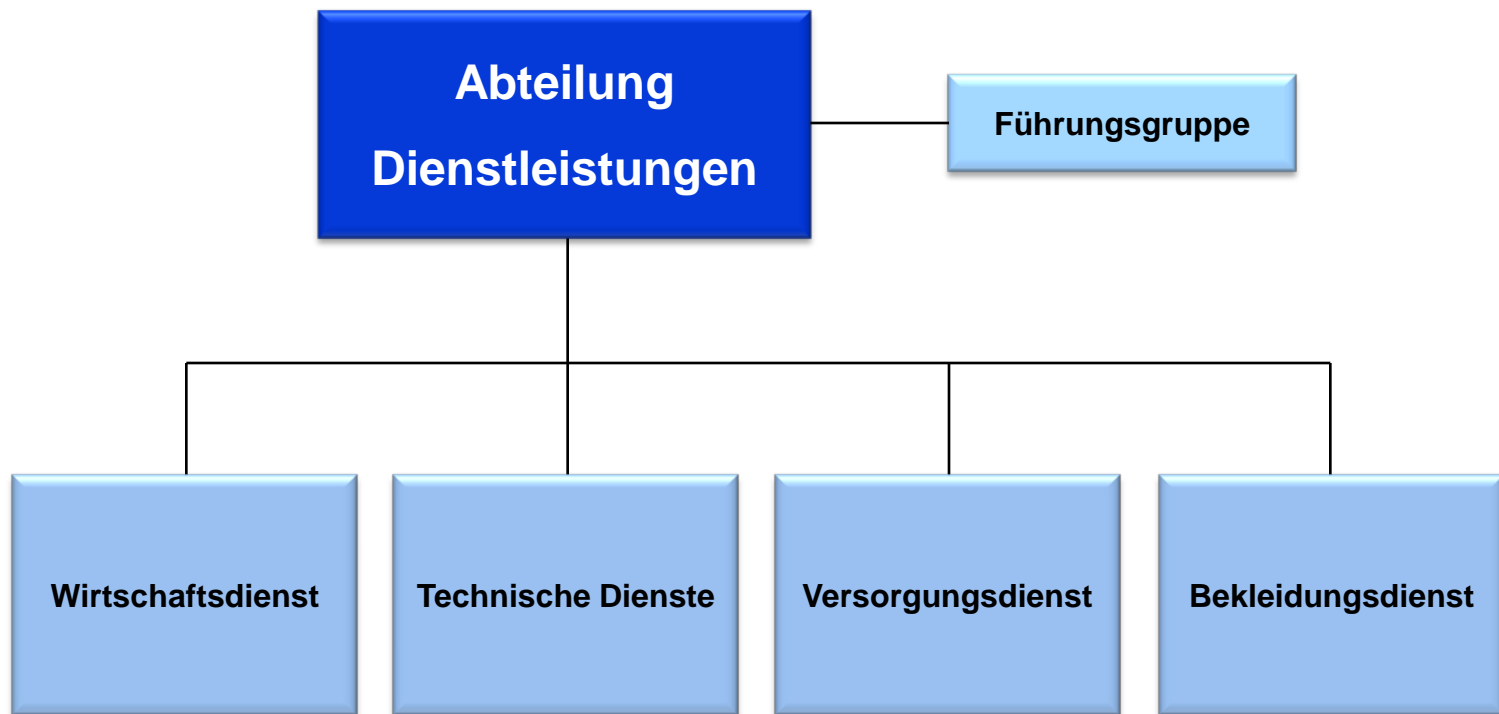 Abteilung
Dienstleistungen
Führungsgruppe
Wirtschaftsdienst
Technische Dienste
Versorgungsdienst
Bekleidungsdienst